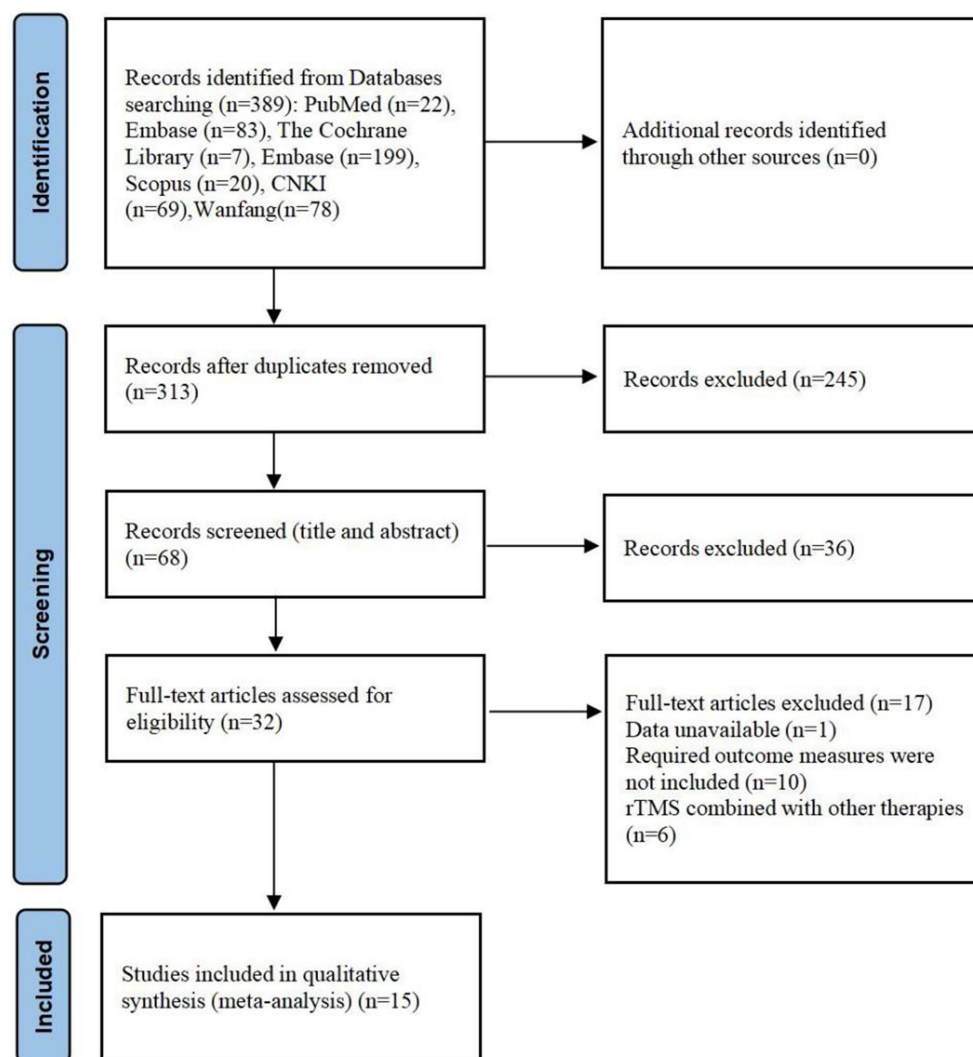 Identification
Records identified from Databases
searching (n=389): PubMed (n=22),
Embase (n=83), The Cochrane
Library (n=7), Embase (n=199),
Scopus (n=20), CNKI
(n=69),Wanfang(n=78)
Additional records identified
through other sources (n=0)
Screening
Records after duplicates removed
(n=313)
Records excluded (n=245)
Records screened (title and abstract)
(n=68)
Records excluded (n=36)
Full-text articles assessed for
eligibility (n=32)
Full-text articles excluded (n=17)
Data unavailable (n=1)
Required outcome measures were
not included (n=10)
rTMS combined with other therapies
(n=6)
Included
Studies included in qualitative
synthesis (meta-analysis) (n=15)